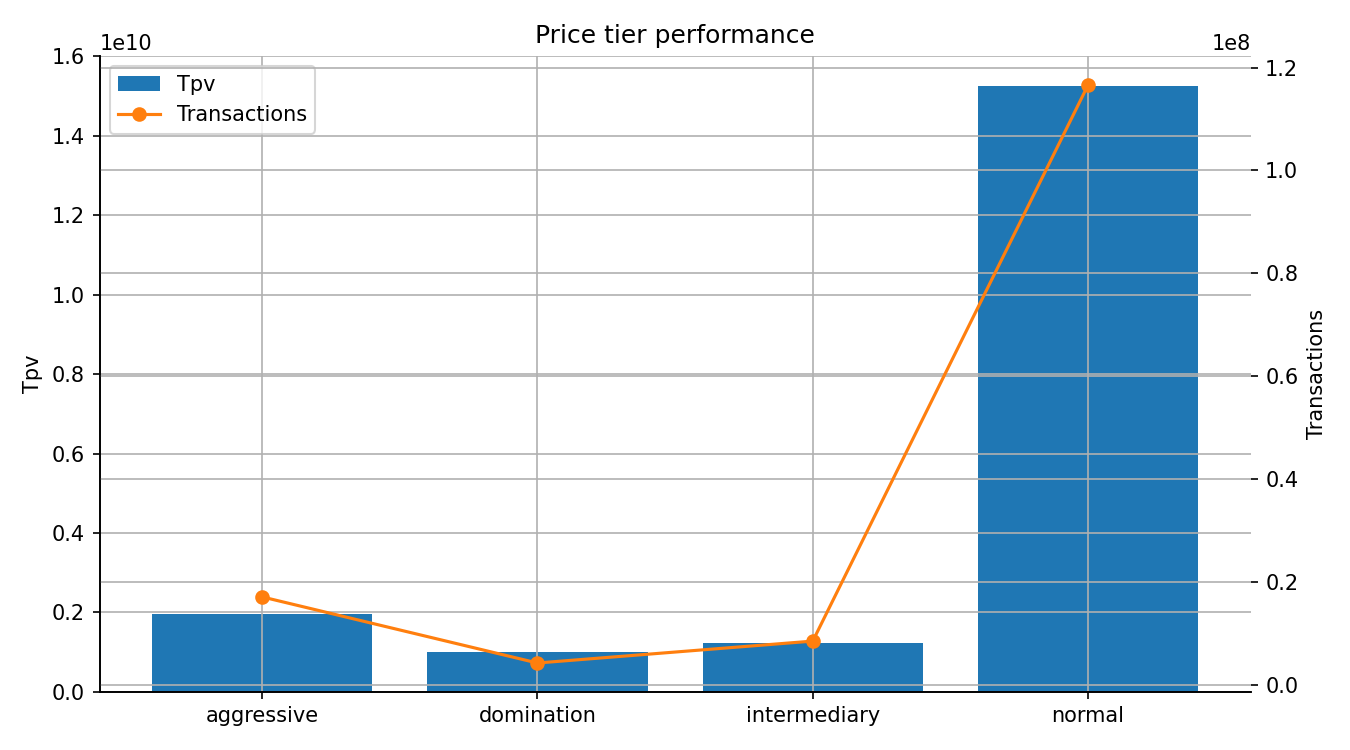 Price tier performance
1e10
1e8
Tpv
Transactions
1.6
1.4
1.2
1.0
0.8
0.6
0.4
0.2
0.0
Tpv
1.2
1.0
0.8
0.6
0.4
0.2
0.0
Transactions
aggressive
domination
intermediary
normal